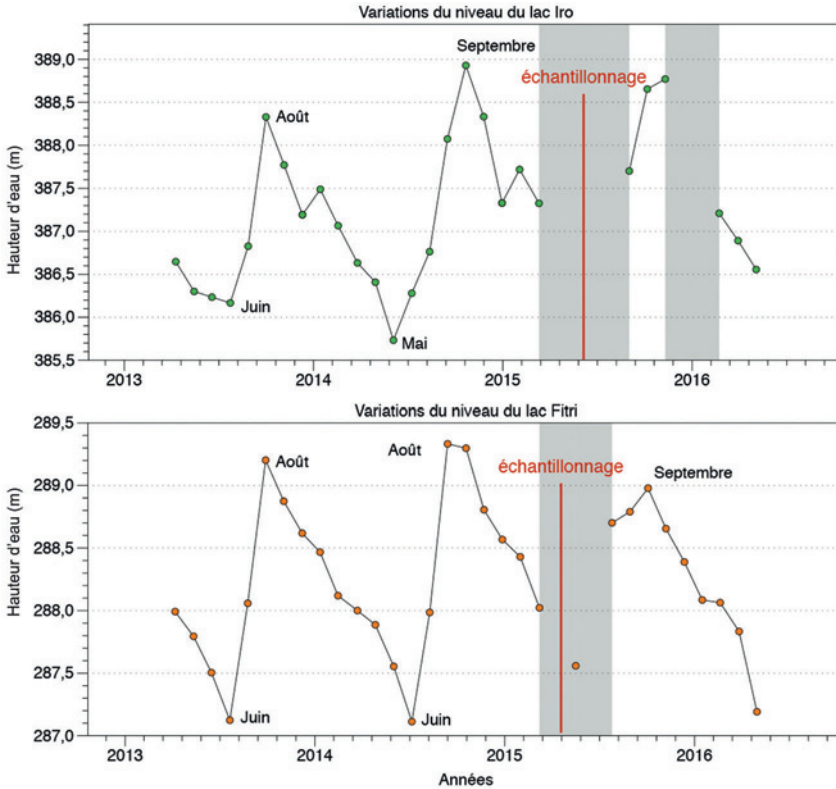 Variations du niveau du lac Iro
Hauteur d'eau (m)
389,0
388,5
388,0
387,5
387,0
386,5
386,0
385,5
Septembre
échantillonnage
Août
Juin
Mai
2013
2014
2015
2016
Variations du niveau du lac Fitri
Hauteur d'eau (m)
289,5
289,0
288,5
288,0
287,5
287,0
Août
Août
échantillonnage
Septembre
Juin
Juin
2013
2014
2015
2016
Années